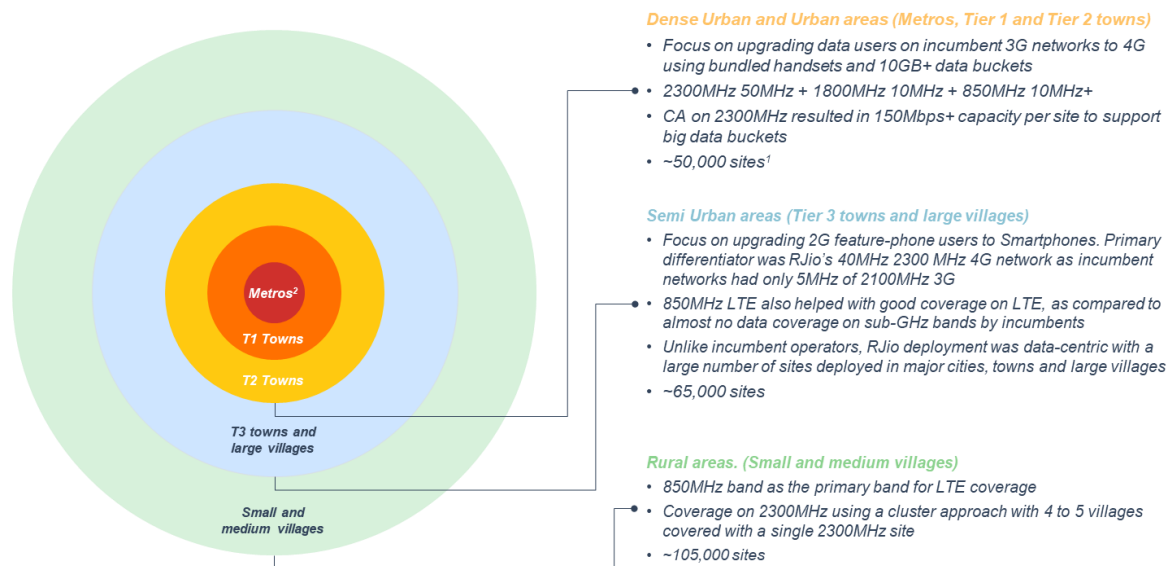 Dense Urban and Urban areas (Metros, Tier 1 and Tier 2 towns)
• Focus on upgrading data users on incumbent 3G networks to 4G
using bundled handsets and 10GB+ data buckets
• 2300MHz 50MHz + 1800MHz 10MHz + 850MHz 10MHz+
• CA on 2300MHz resulted in 150Mbps+ capacity per site to support
big data buckets
• ~50,000 sites¹
Semi Urban areas (Tier 3 towns and large villages)
• Focus on upgrading 2G feature-phone users to Smartphones. Primary
differentiator was RJio's 40MHz 2300 MHz 4G network as incumbent
networks had only 5MHz of 2100MHz 3G
• 850MHz LTE also helped with good coverage on LTE, as compared to
almost no data coverage on sub-GHz bands by incumbents
• Unlike incumbent operators, RJio deployment was data-centric with a
large number of sites deployed in major cities, towns and large villages
• ~65,000 sites
Rural areas. (Small and medium villages)
• 850MHz band as the primary band for LTE coverage
• Coverage on 2300MHz using a cluster approach with 4 to 5 villages
covered with a single 2300MHz site
• ~105,000 sites
Metros²
T1 Towns
T2 Towns
T3 towns and
large villages
Small and
medium villages